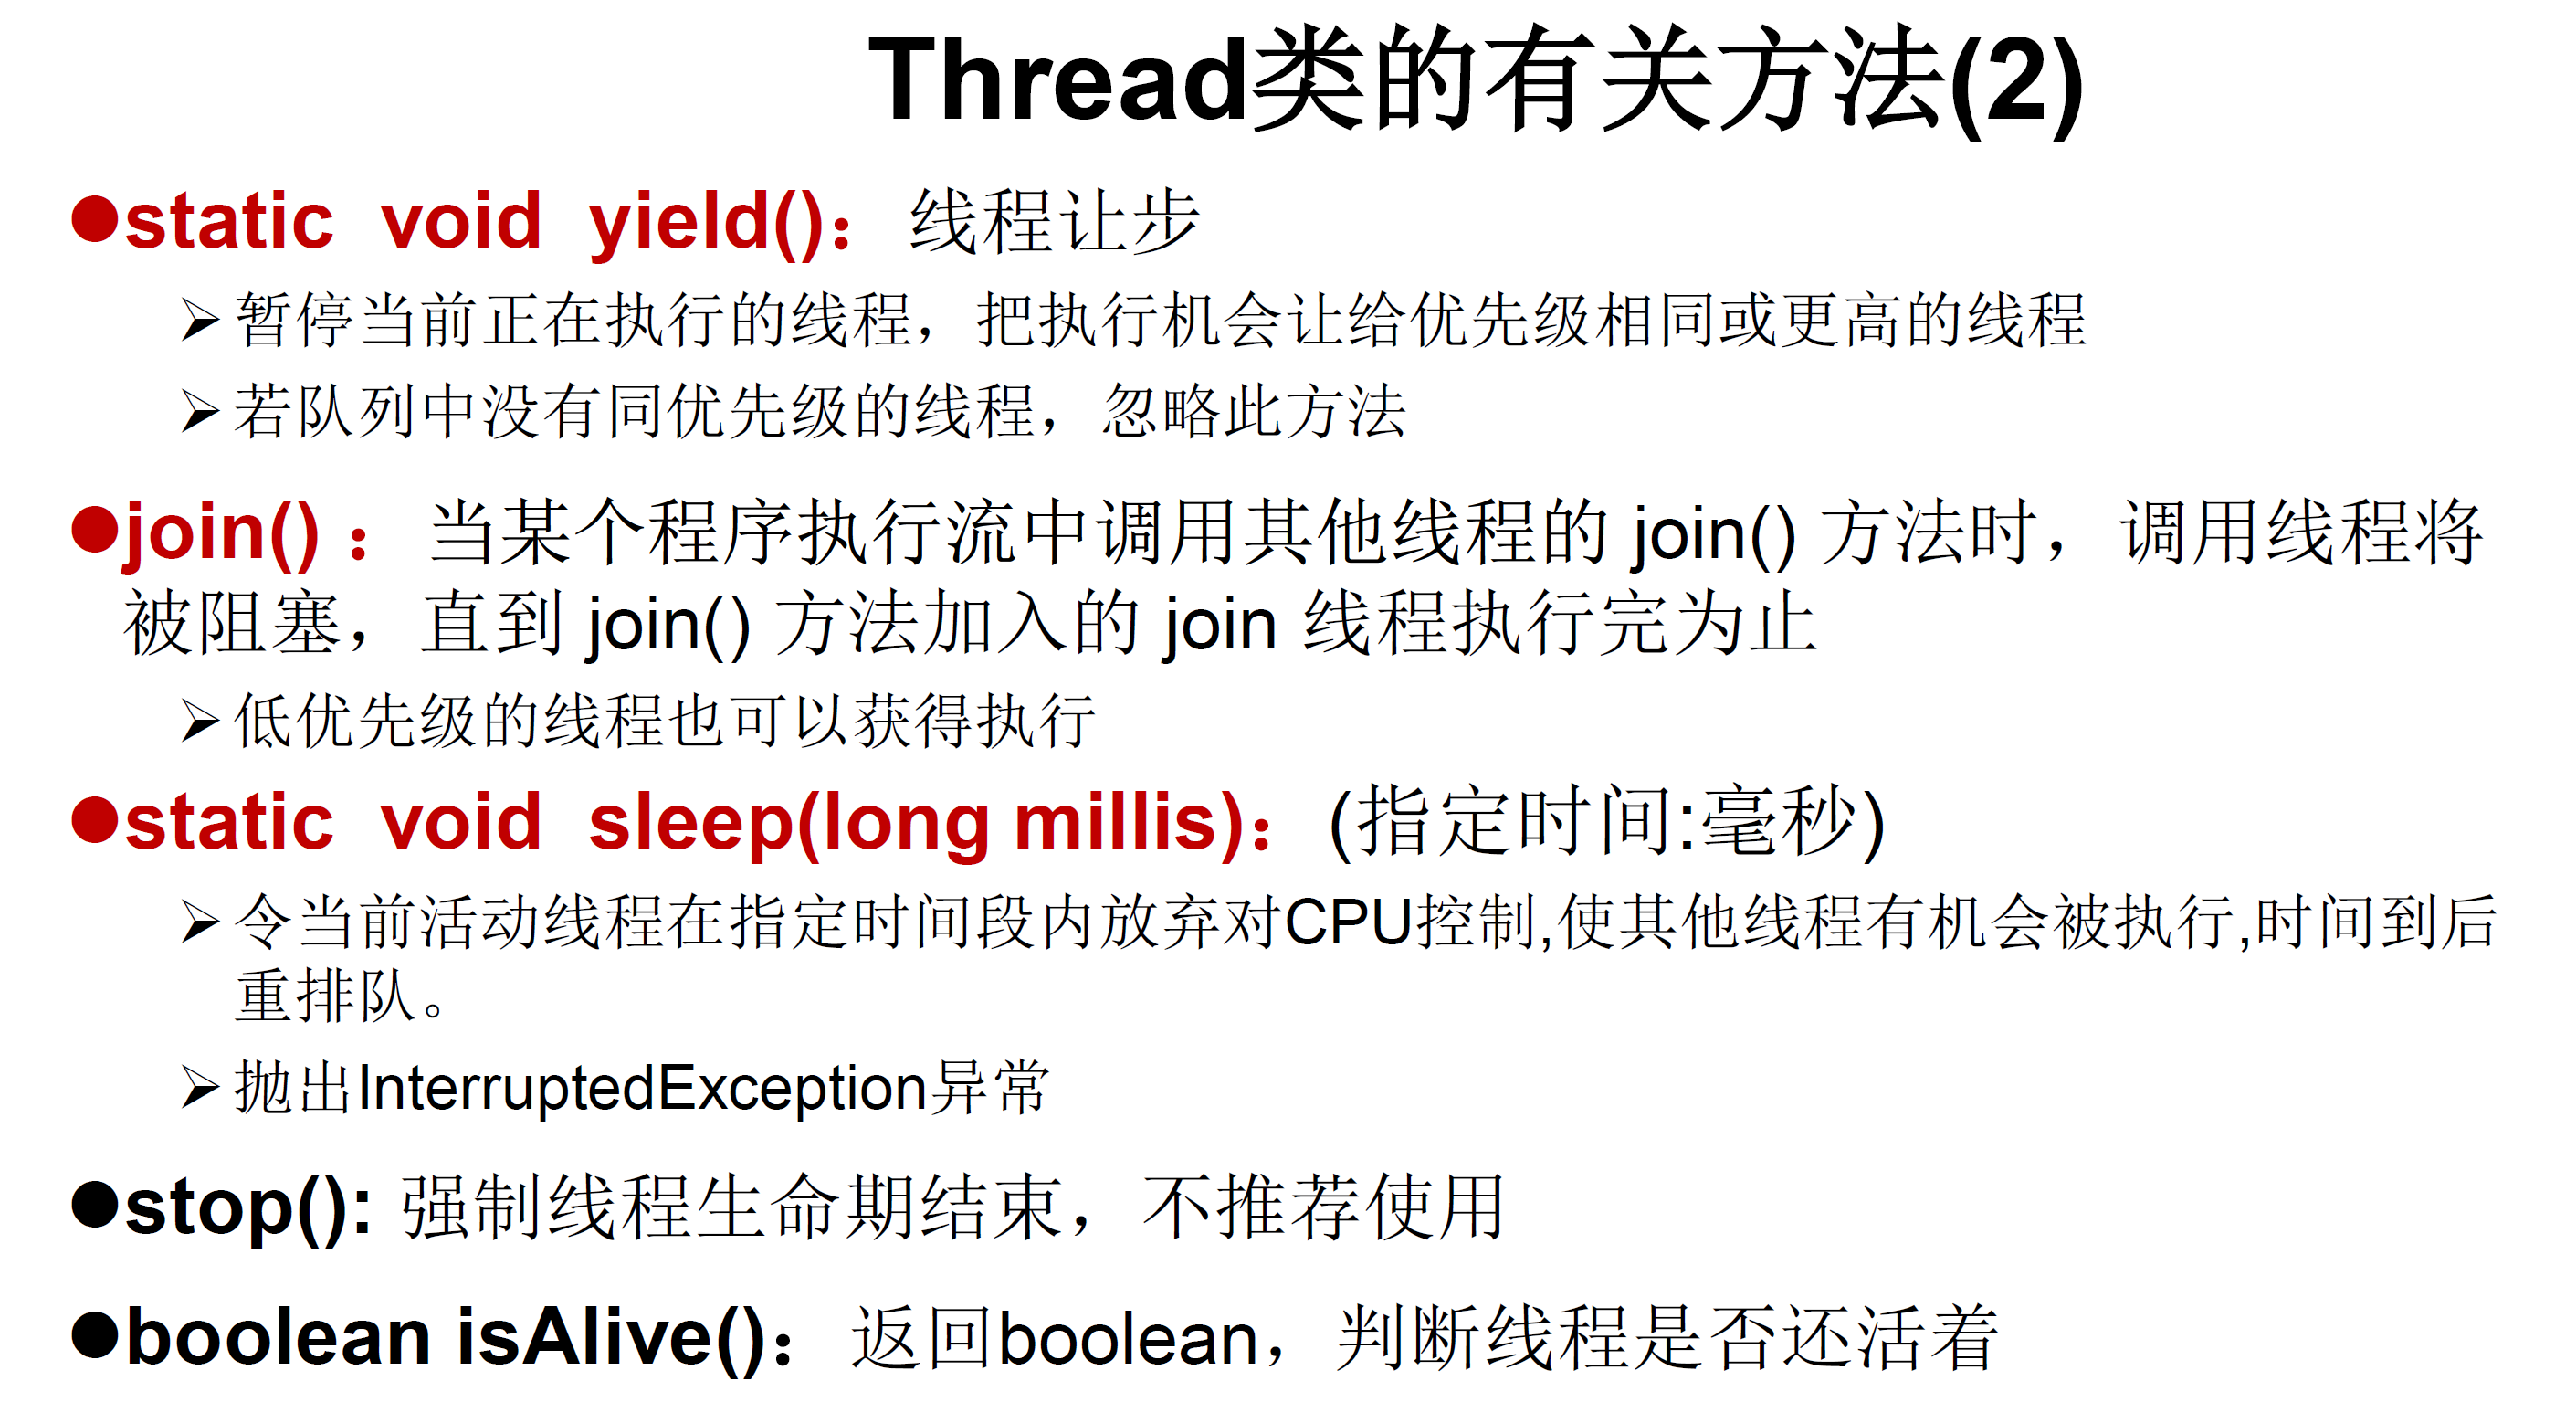 Thread类的有关方法(2)
●static void yield()：线程让步
➢暂停当前正在执行的线程，把执行机会让给优先级相同或更高的线程
➢若队列中没有同优先级的线程，忽略此方法
●join() ：当某个程序执行流中调用其他线程的 join() 方法时，调用线程将
被阻塞，直到 join() 方法加入的 join 线程执行完为止
➢低优先级的线程也可以获得执行
●static void sleep(long millis)：(指定时间:毫秒)
➢令当前活动线程在指定时间段内放弃对CPU控制,使其他线程有机会被执行,时间到后
重排队。
➢抛出InterruptedException异常
●stop(): 强制线程生命期结束，不推荐使用
●boolean isAlive()：返回boolean，判断线程是否还活着